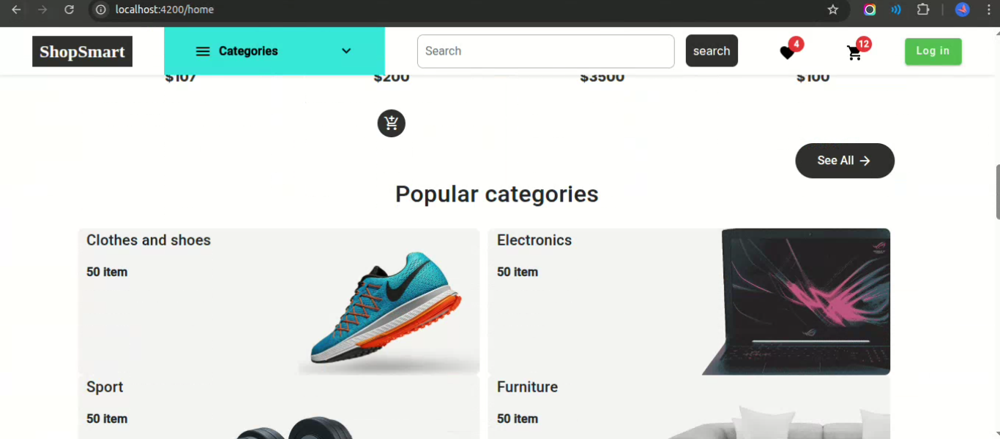 localhost:4200/home
ShopSmart
Categories
Search
search
4
12
Log in
$107
$200
$3500
$100
See All
Popular categories
Clothes and shoes
50 item
Electronics
50 item
Sport
50 item
Furniture
50 item